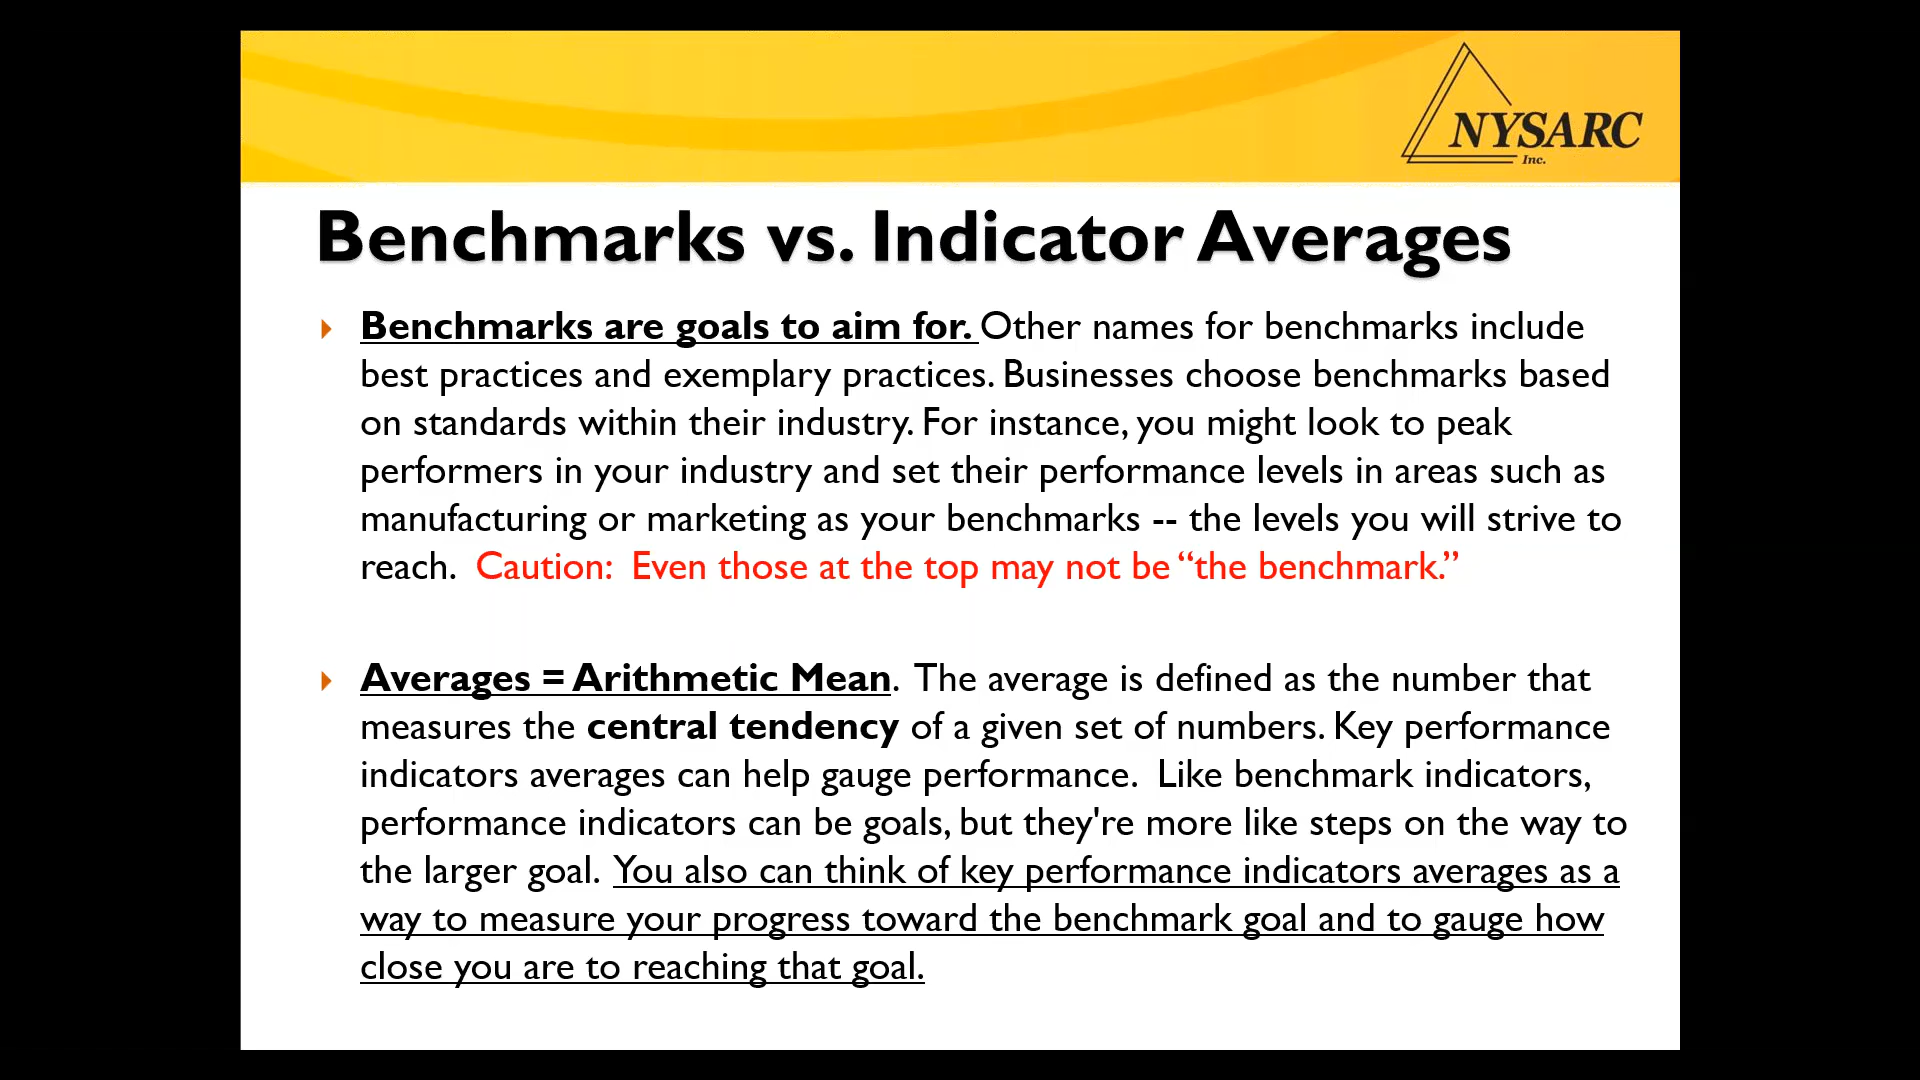 NYSARC
Inc.
Benchmarks vs. Indicator Averages
Benchmarks are goals to aim for. Other names for benchmarks include
best practices and exemplary practices. Businesses choose benchmarks based
on standards within their industry. For instance, you might look to peak
performers in your industry and set their performance levels in areas such as
manufacturing or marketing as your benchmarks -- the levels you will strive to
reach.  Caution:  Even those at the top may not be “the benchmark.”
Averages = Arithmetic Mean.  The average is defined as the number that
measures the central tendency of a given set of numbers. Key performance
indicators averages can help gauge performance.  Like benchmark indicators,
performance indicators can be goals, but they're more like steps on the way to
the larger goal. You also can think of key performance indicators averages as a
way to measure your progress toward the benchmark goal and to gauge how
close you are to reaching that goal.